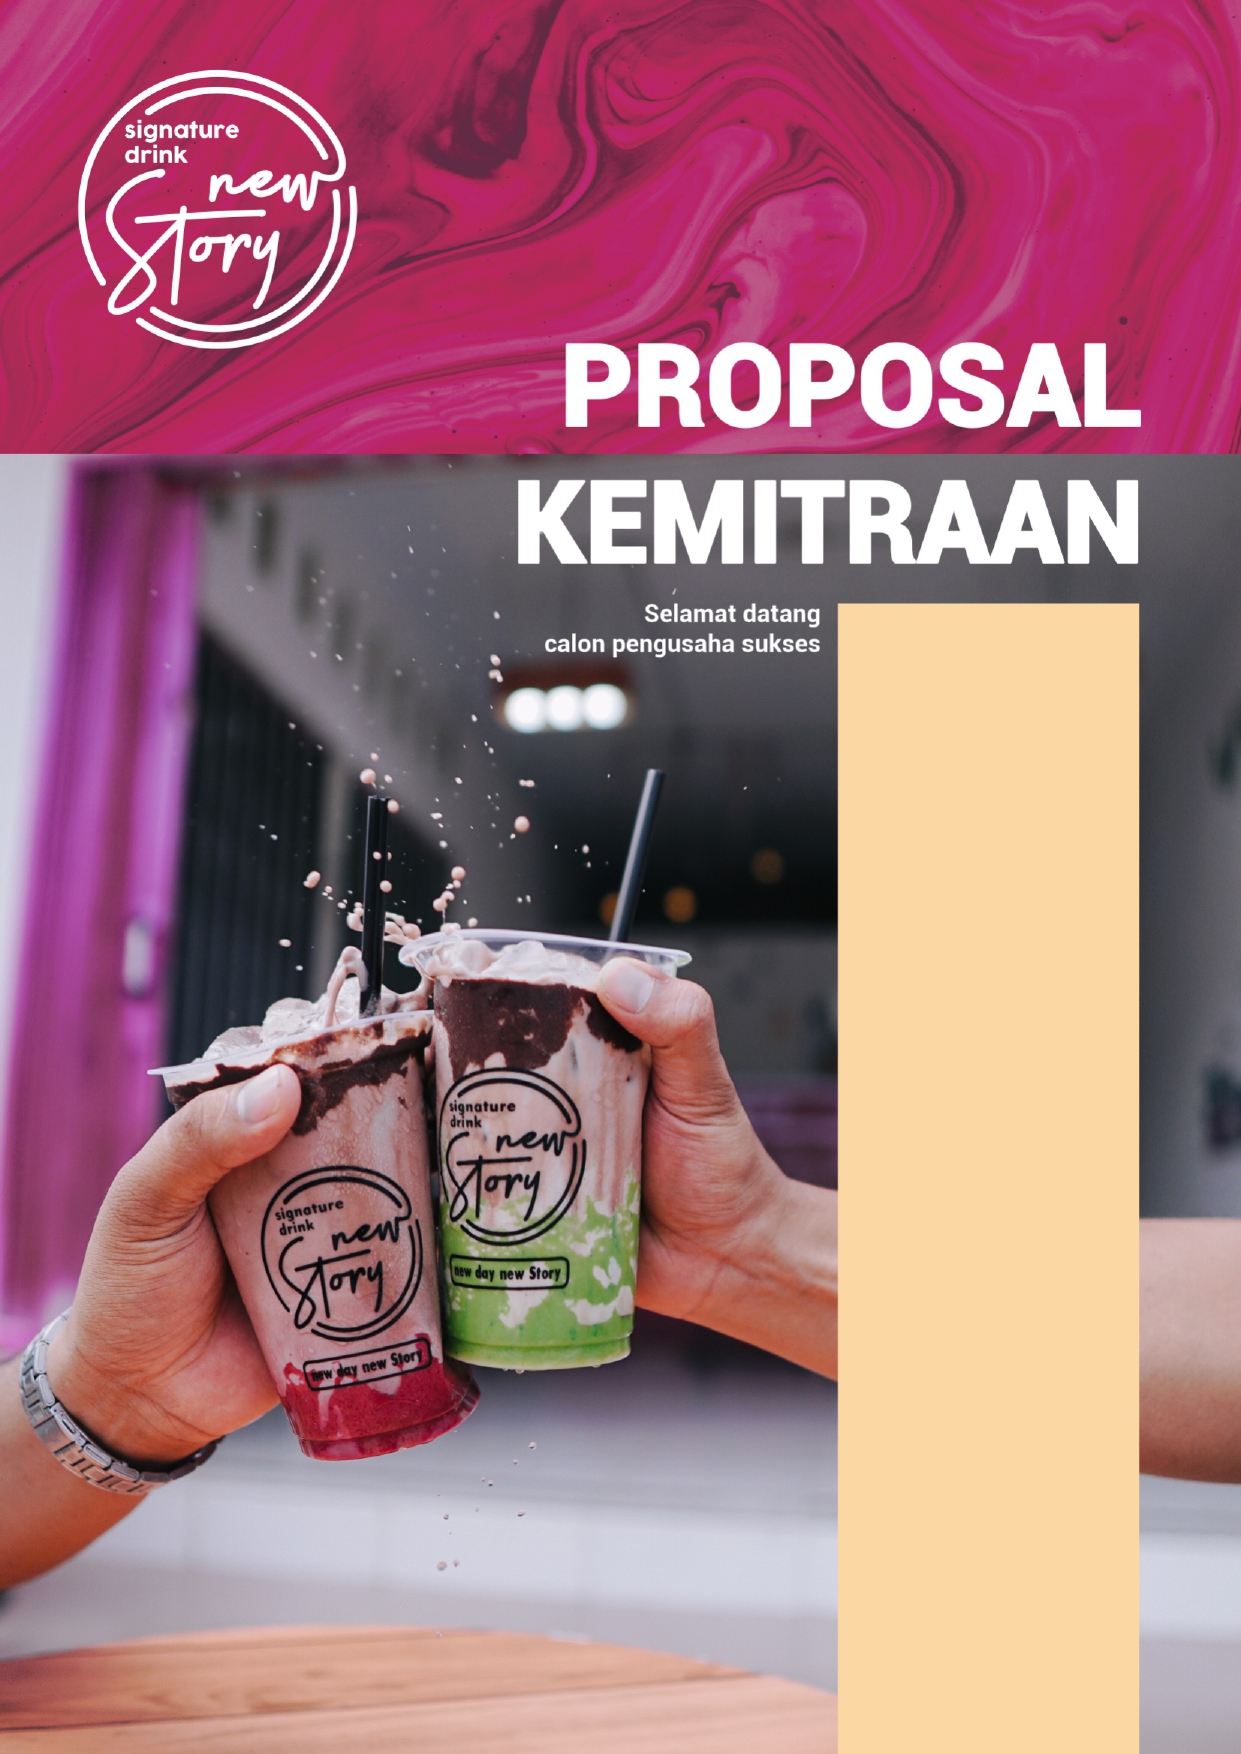 signature
drink
new
Story
PROPOSAL
KEMITRAAN
Selamat datang
calon pengusaha sukses
signature
drink
new
Story
new day new Story
signature
drink
new
Story
new day new Story